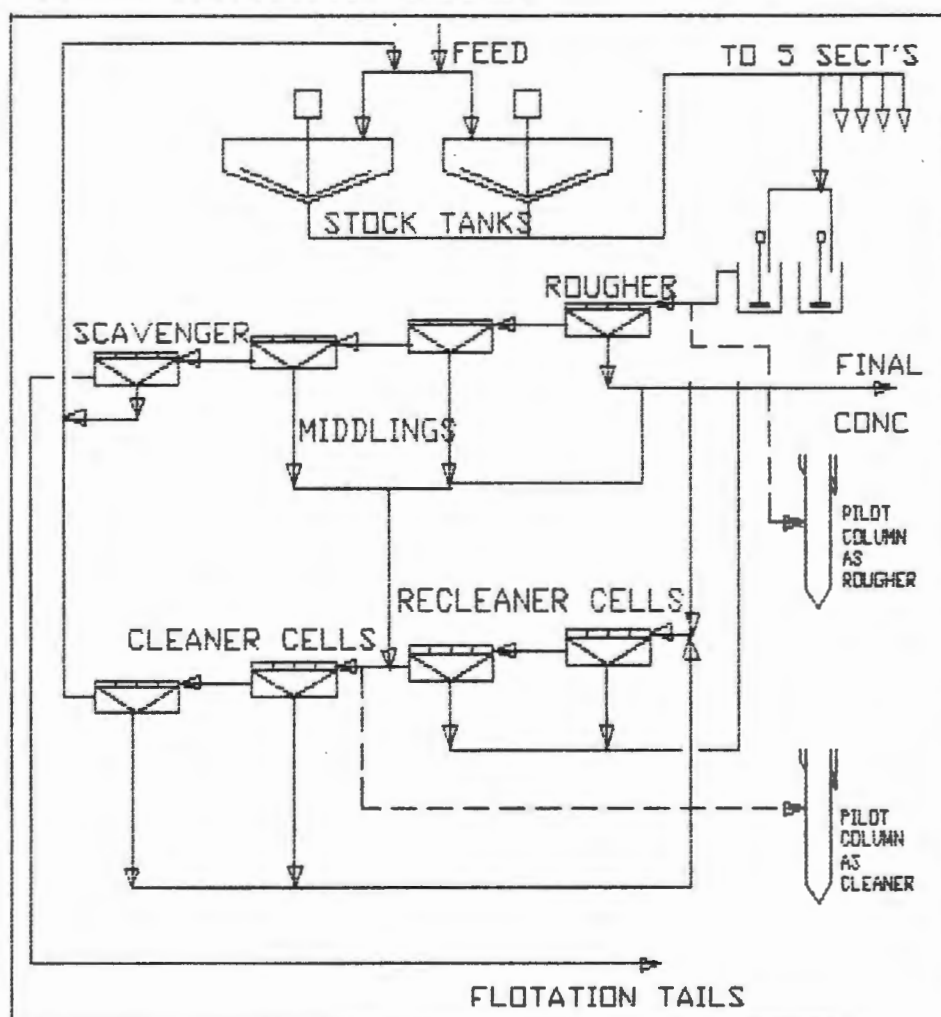 FEED
TO 5 SECT'S
STOCK TANKS
ROUGHER
SCAVENGER
FINAL
CONC
MIDDLINGS
PILOT
COLUMN
AS
ROUGHER
RECLEANER CELLS
CLEANER CELLS
PILOT
COLUMN
AS
CLEANER
FLOTATION TAILS